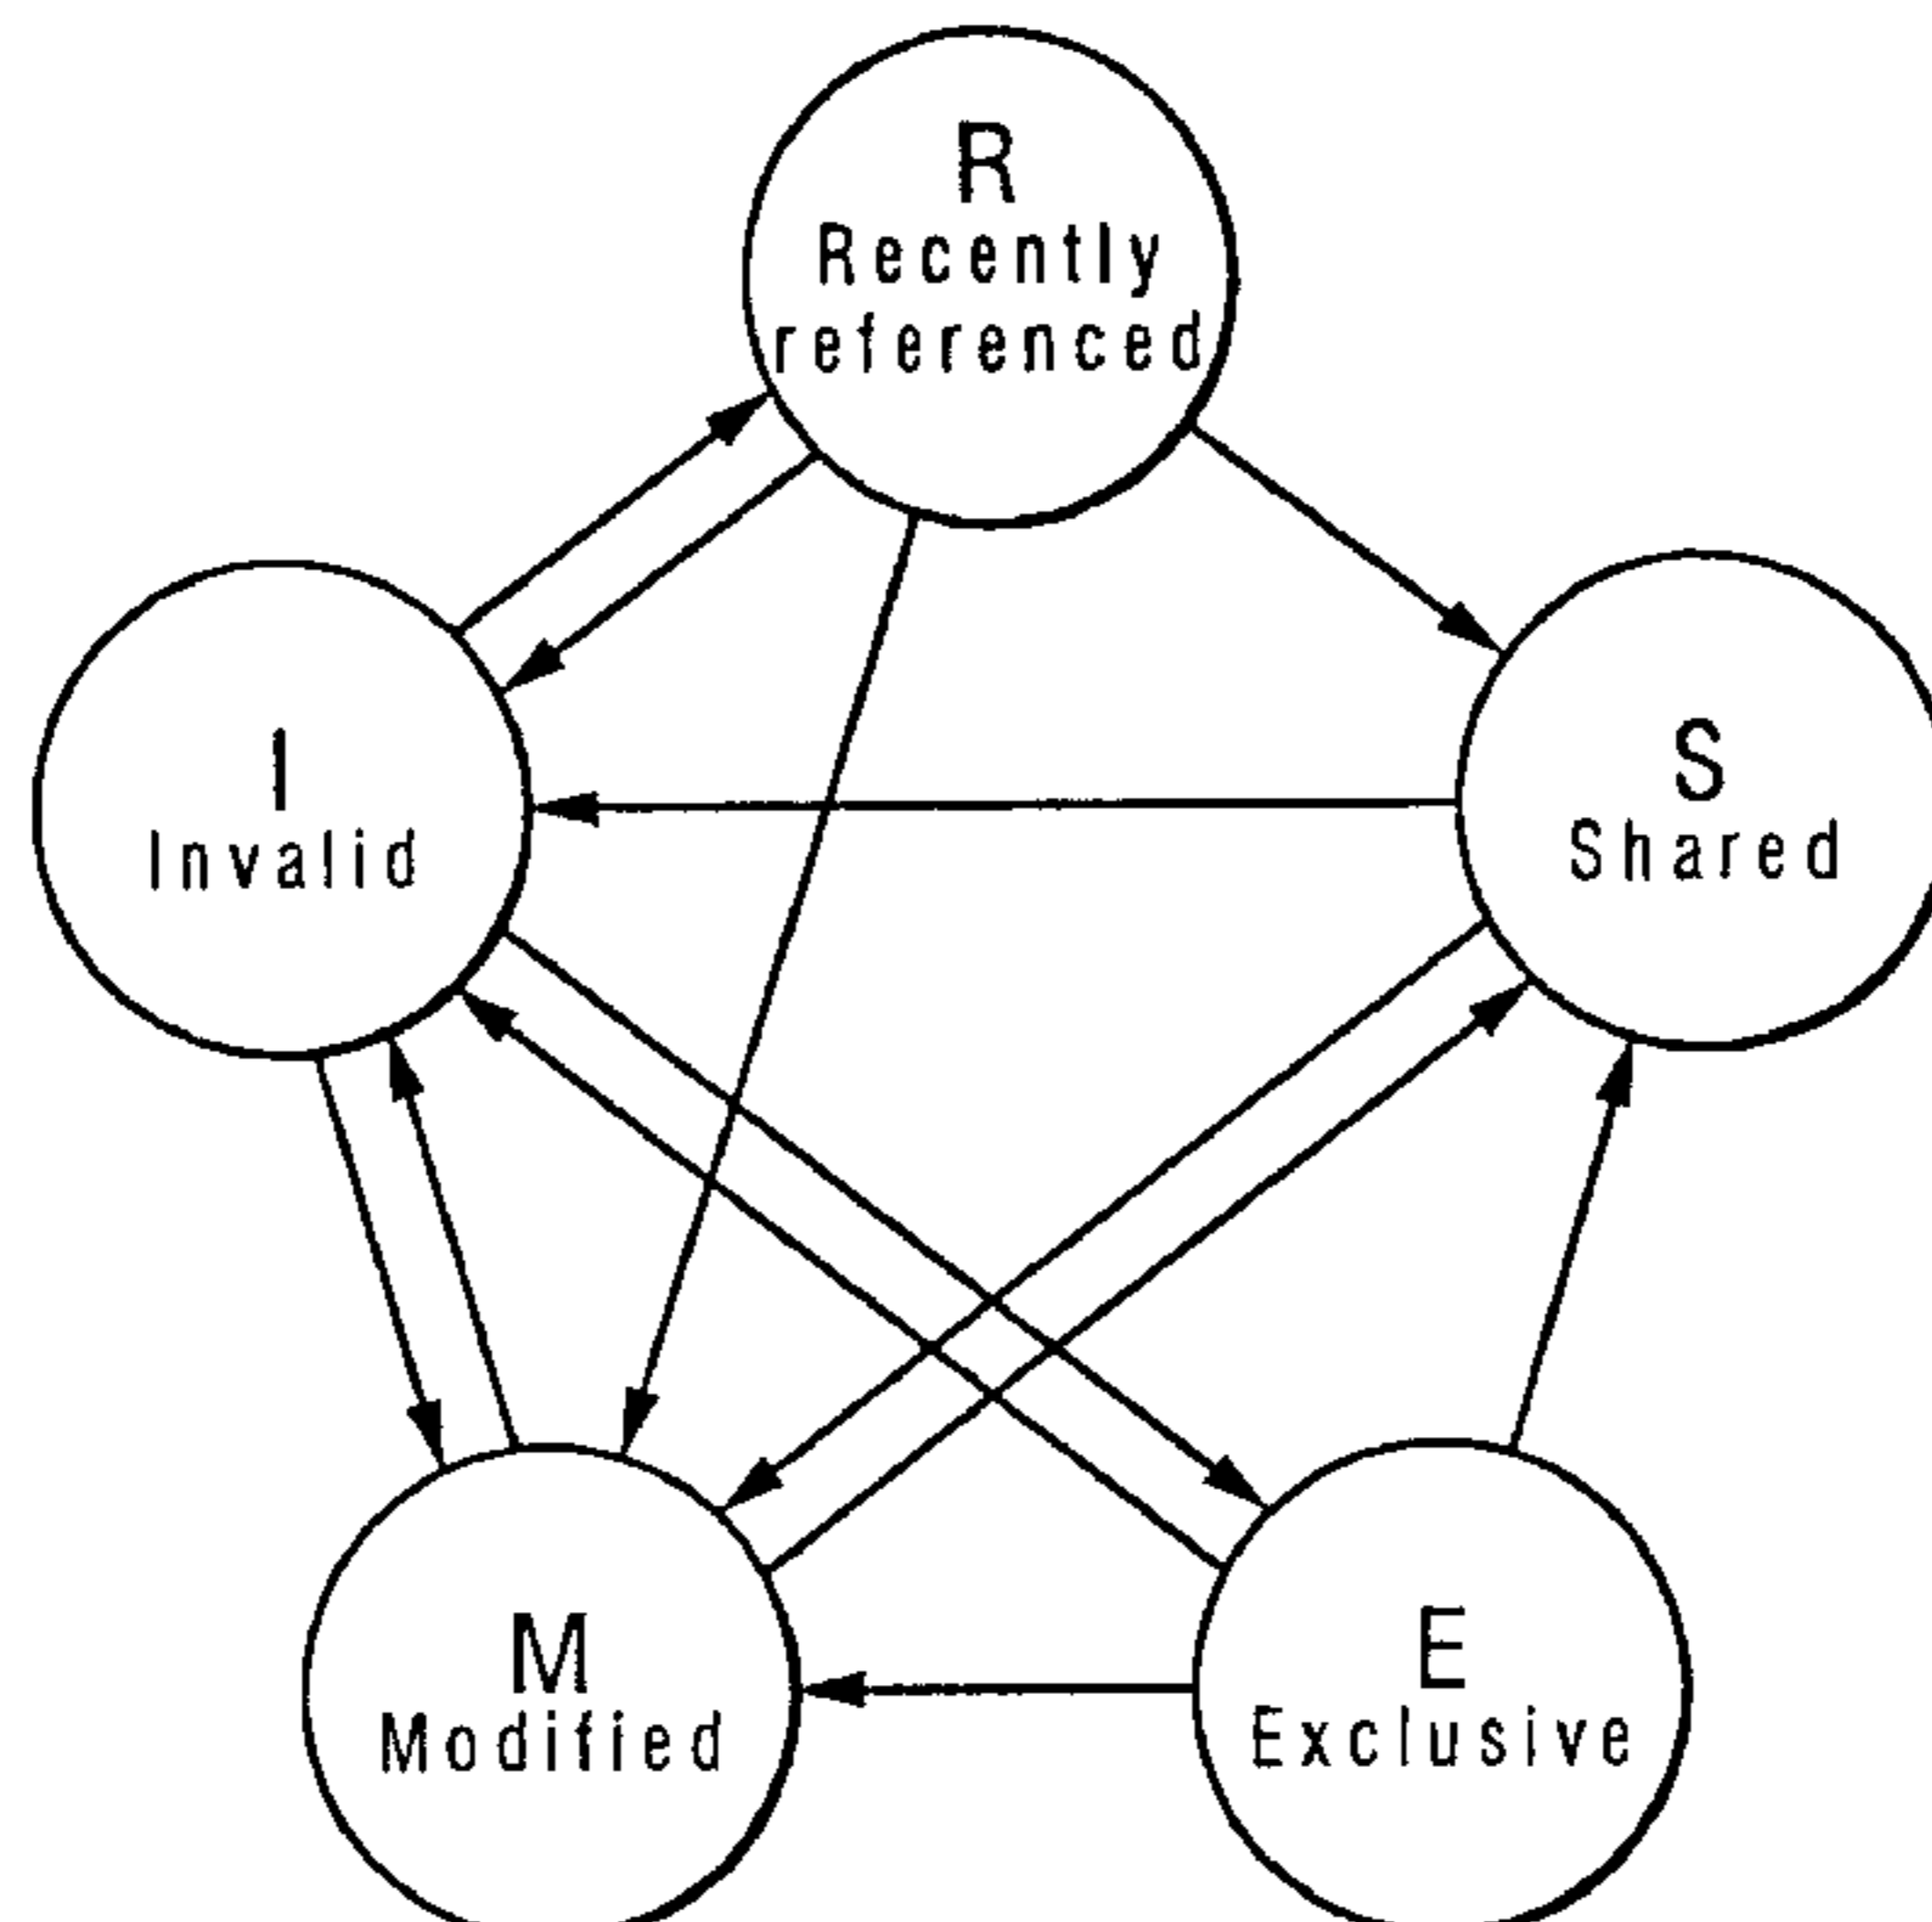 R
Recently
referenced
I
Invalid
S
Shared
M
Modified
E
Exclusive